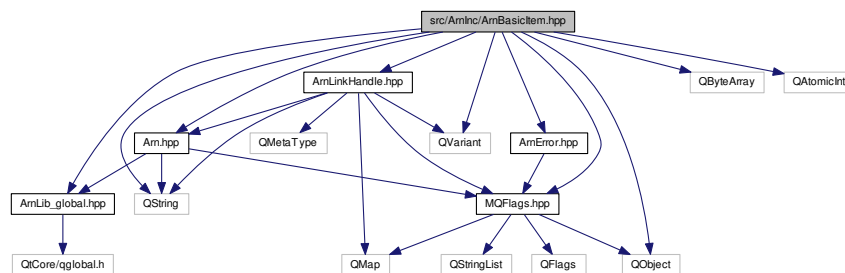 src/ArnInc/ArnBasicItem.hpp
ArnLinkHandle.hpp
QByteArray
QAtomicInt
Arn.hpp
QMetaType
QVariant
ArnError.hpp
ArnLib_global.hpp
QString
MQFlags.hpp
QtCore/qglobal.h
QMap
QStringList
QFlags
QObject